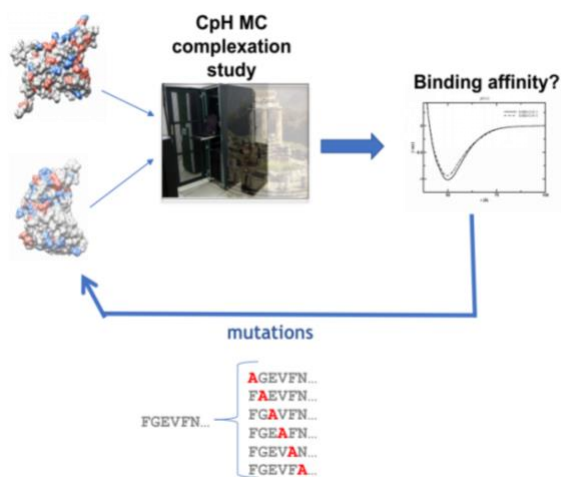 CpH MC
complexation
study
Binding affinity?
mutations
FGEVFN...
AGEVFN...
FAEVFN...
FGAVFN...
FGEAFN...
FGEVAN...
FGEVFA...